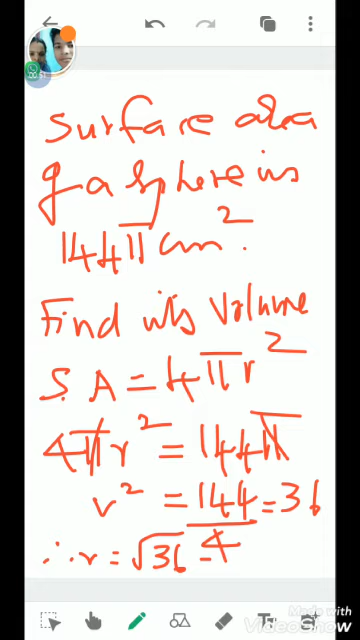 Surface area
of a sphere is
144π cm².
Find its volume
S.A = 4πr²
4πr² = 144π
r² = 144/4 = 36
∴ r = √36 =
Made with
VideoShow